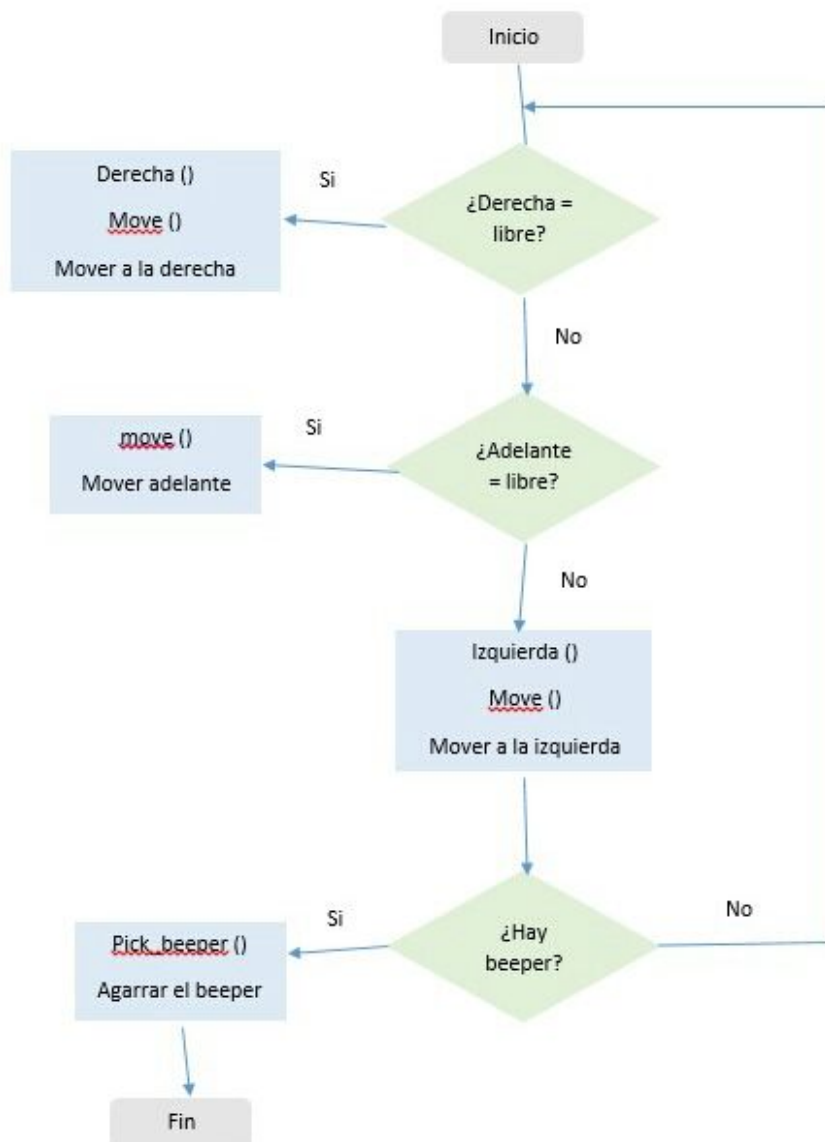 Inicio
¿Derecha =
libre?
Si
Derecha ()
Move ()
Mover a la derecha
No
¿Adelante
= libre?
Si
move ()
Mover adelante
No
Izquierda ()
Move ()
Mover a la izquierda
¿Hay
beeper?
Si
No
Pick_beeper ()
Agarrar el beeper
Fin